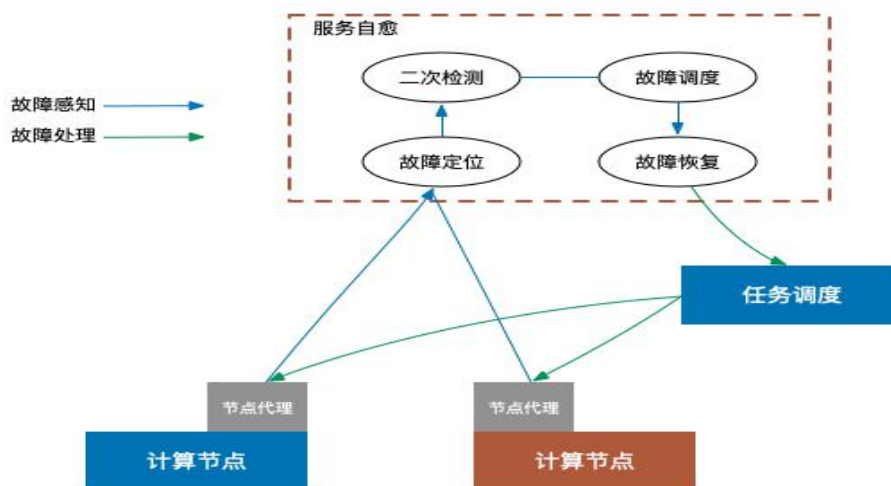 服务自愈
二次检测
故障调度
故障感知
故障处理
故障定位
故障恢复
任务调度
节点代理
节点代理
计算节点
计算节点